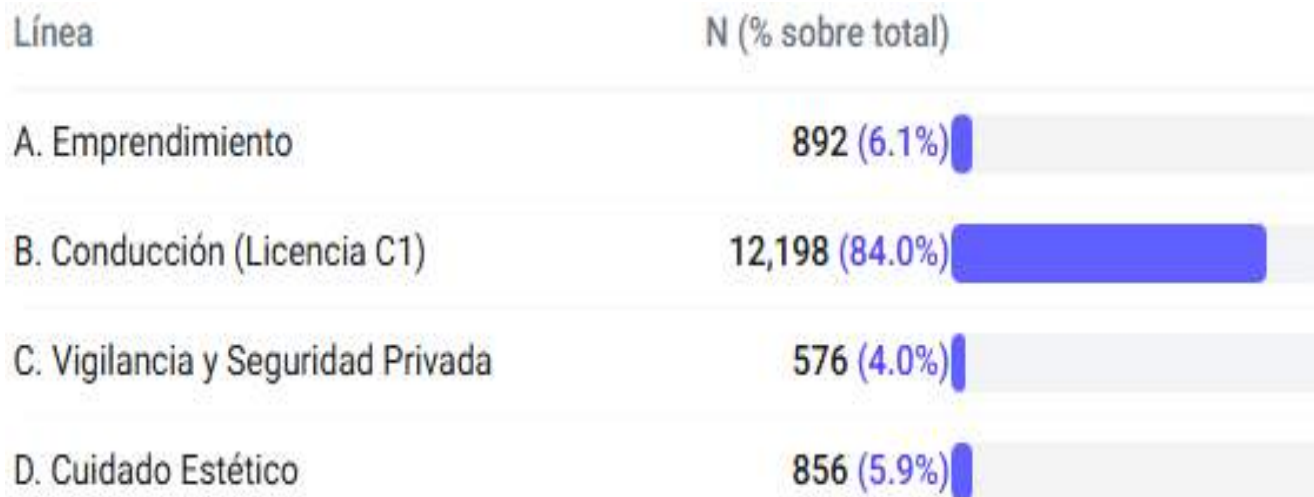 Línea N (% sobre total)
A. Emprendimiento 892 (6.1%)
B. Conducción (Licencia C1) 12,198 (84.0%)
C. Vigilancia y Seguridad Privada 576 (4.0%)
D. Cuidado Estético 856 (5.9%)